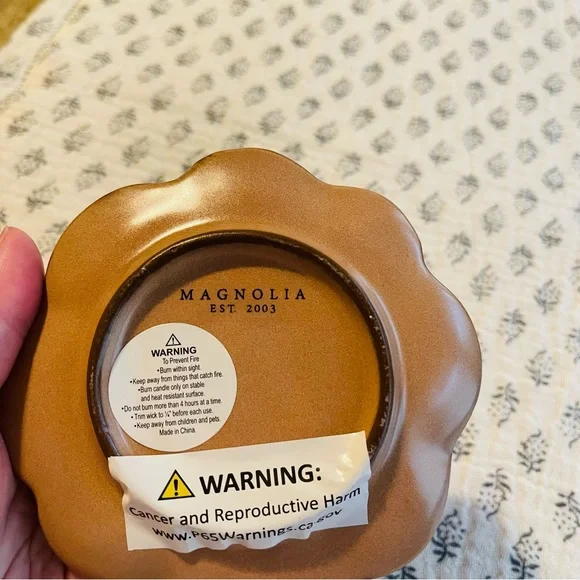 MAGNOLIA
EST. 2003
WARNING
To Prevent Fire
•Burn within sight.
•Keep away from things that catch fire.
•Burn candle only on stable
and heat resistant surface.
•Do not burn more than 4 hours at a time.
•Trim wick to ¼" before each use.
•Keep away from children and pets.
Made in China.
WARNING:
Cancer and Reproductive Harm
www.P65Warnings.ca.gov